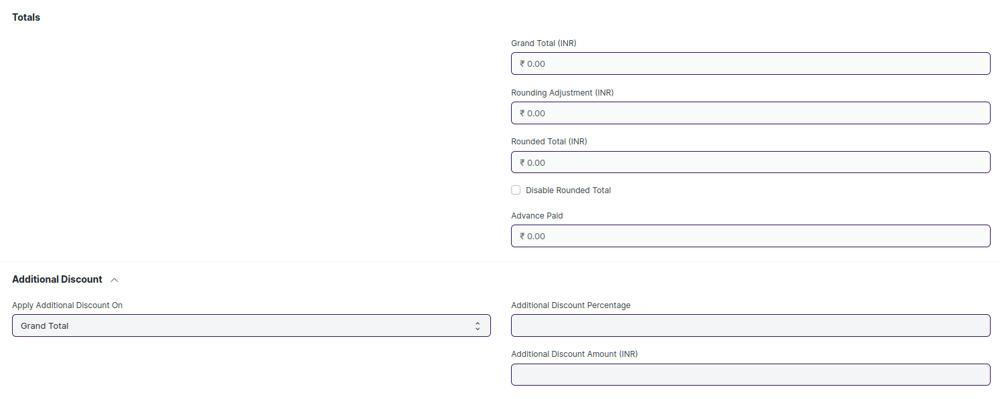 Totals
Grand Total (INR)
₹ 0.00
Rounding Adjustment (INR)
₹ 0.00
Rounded Total (INR)
₹ 0.00
Disable Rounded Total
Advance Paid
₹ 0.00
Additional Discount
Apply Additional Discount On
Grand Total
Additional Discount Percentage
Additional Discount Amount (INR)